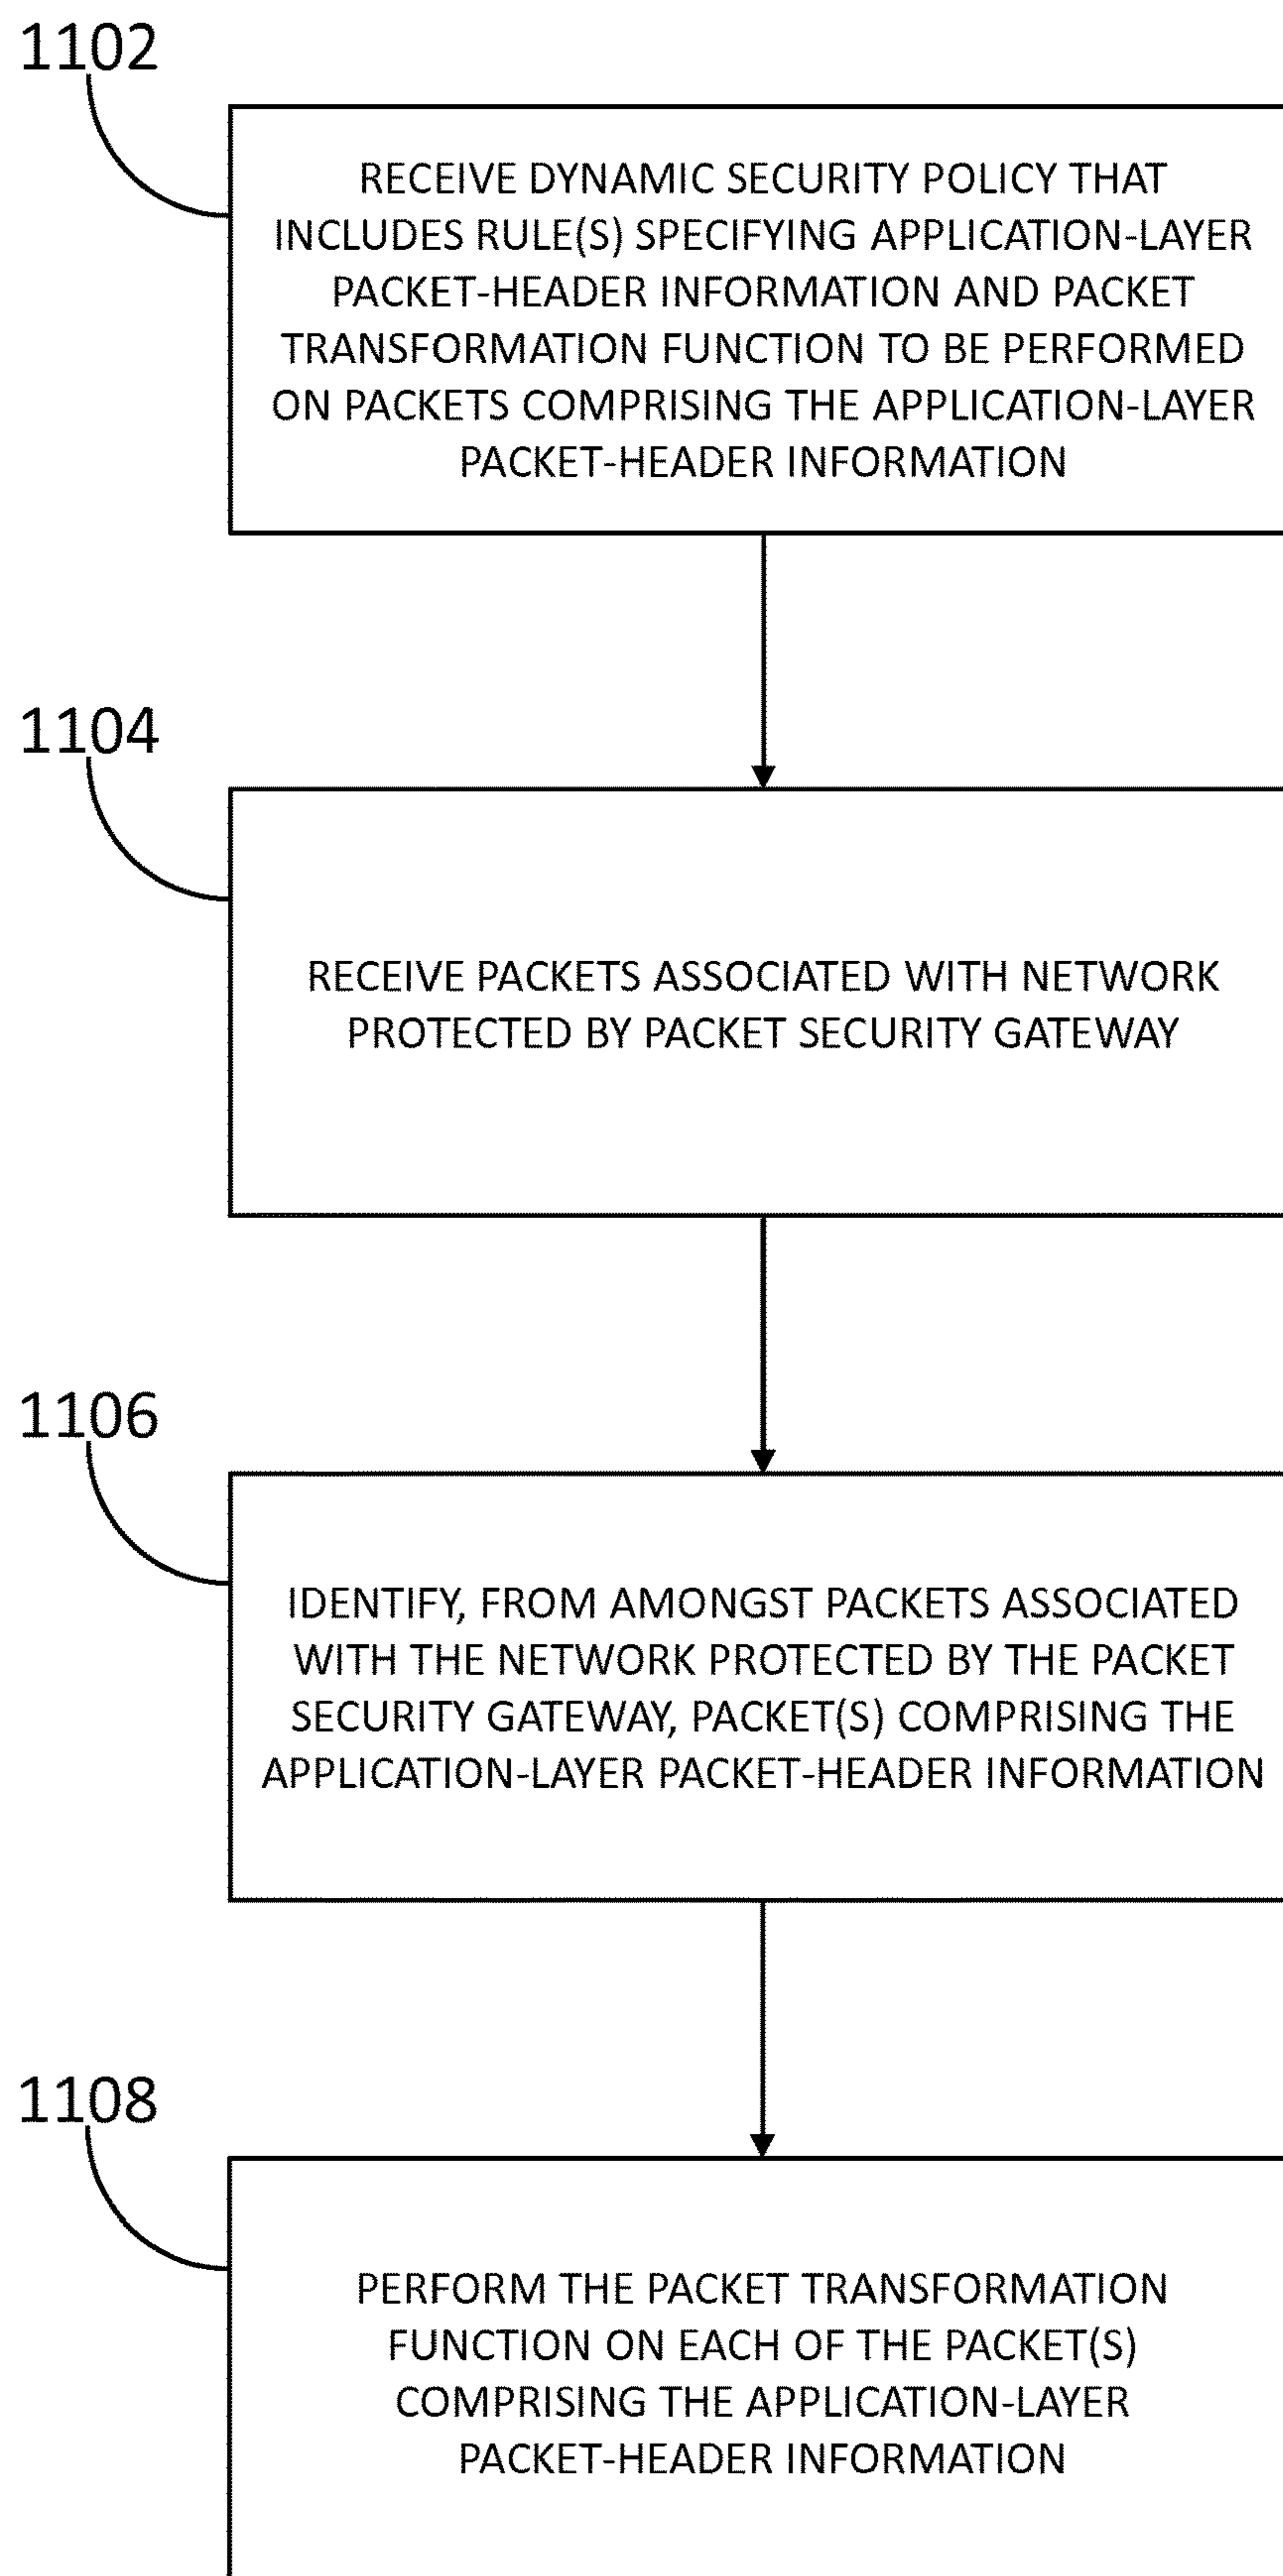 1102
RECEIVE DYNAMIC SECURITY POLICY THAT
INCLUDES RULE(S) SPECIFYING APPLICATION-LAYER
PACKET-HEADER INFORMATION AND PACKET
TRANSFORMATION FUNCTION TO BE PERFORMED
ON PACKETS COMPRISING THE APPLICATION-LAYER
PACKET-HEADER INFORMATION
1104
RECEIVE PACKETS ASSOCIATED WITH NETWORK
PROTECTED BY PACKET SECURITY GATEWAY
1106
IDENTIFY, FROM AMONGST PACKETS ASSOCIATED
WITH THE NETWORK PROTECTED BY THE PACKET
SECURITY GATEWAY, PACKET(S) COMPRISING THE
APPLICATION-LAYER PACKET-HEADER INFORMATION
1108
PERFORM THE PACKET TRANSFORMATION
FUNCTION ON EACH OF THE PACKET(S)
COMPRISING THE APPLICATION-LAYER
PACKET-HEADER INFORMATION